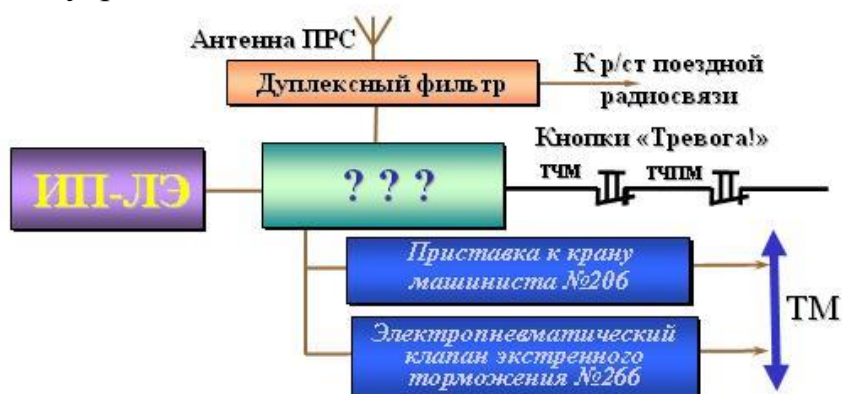 Антенна ПРС
Дуплексный фильтр
К р/ст поездной
радиосвязи
Кнопки «Тревога!»
ТЧМ ТЧПМ
ИП-ЛЭ
? ? ?
Приставка к крану
машиниста №206
ТМ
Электропневматический
клапан экстренного
торможения №266